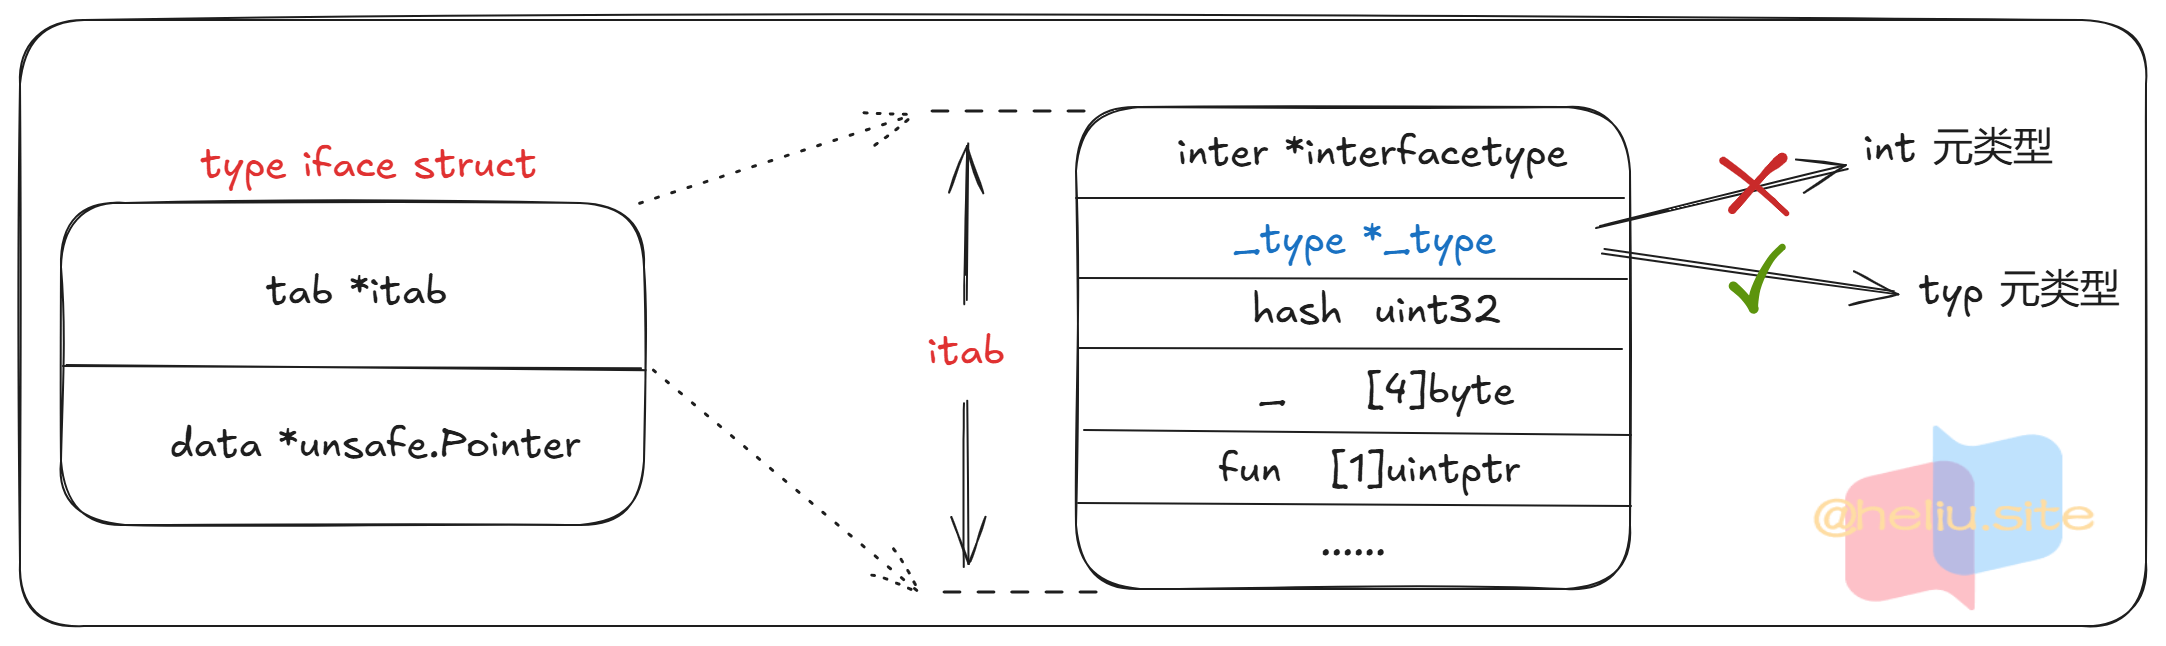 type iface struct
tab *itab
data *unsafe.Pointer
itab
inter *interfacetype
_type *_type
hash uint32
_ [4]byte
fun [1]uintptr
......
int 元类型
typ 元类型
@heliu.site